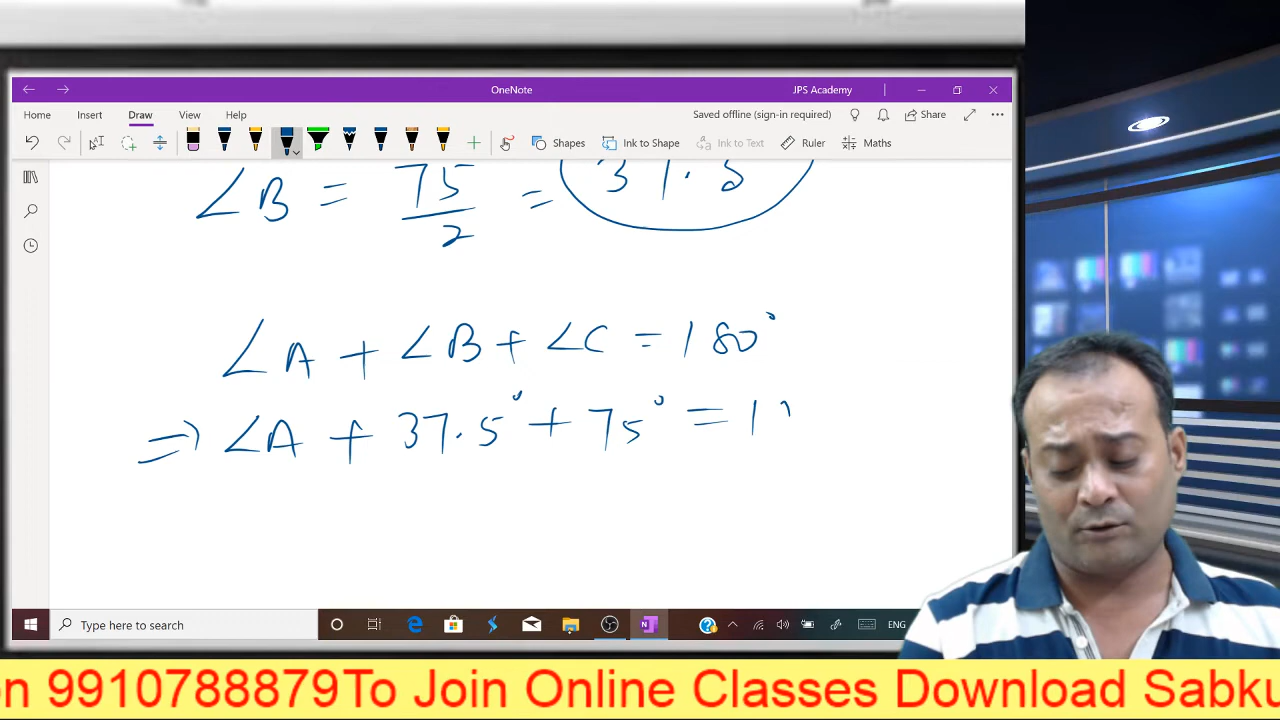 OneNote
JPS Academy
Home Insert Draw View Help
Saved offline (sign-in required)
Share
Shapes
Ink to Shape
Ink to Text
Ruler
Maths
∠B = 75/2 = 37.5
∠A + ∠B + ∠C = 180°
⇒ ∠A + 37.5° + 75° = 1
Type here to search
ENG
on 9910788879To Join Online Classes Download Sabku